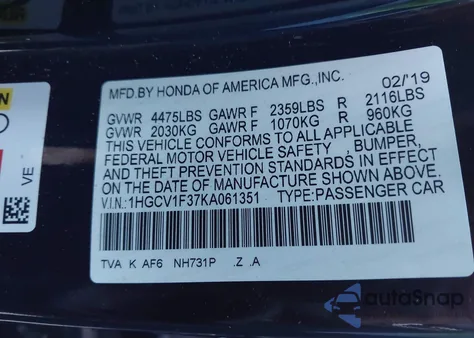 MFD.BY HONDA OF AMERICA MFG.,INC. 02/'19
GVWR 4475LBS GAWR F 2359LBS R 2116LBS
GVWR 2030KG GAWR F 1070KG R 960KG
THIS VEHICLE CONFORMS TO ALL APPLICABLE
FEDERAL MOTOR VEHICLE SAFETY , BUMPER,
AND THEFT PREVENTION STANDARDS IN EFFECT
ON THE DATE OF MANUFACTURE SHOWN ABOVE.
V.I.N.:1HGCV1F37KA061351 TYPE:PASSENGER CAR
TVA K AF6 NH731P .Z .A
VE
autoSnap